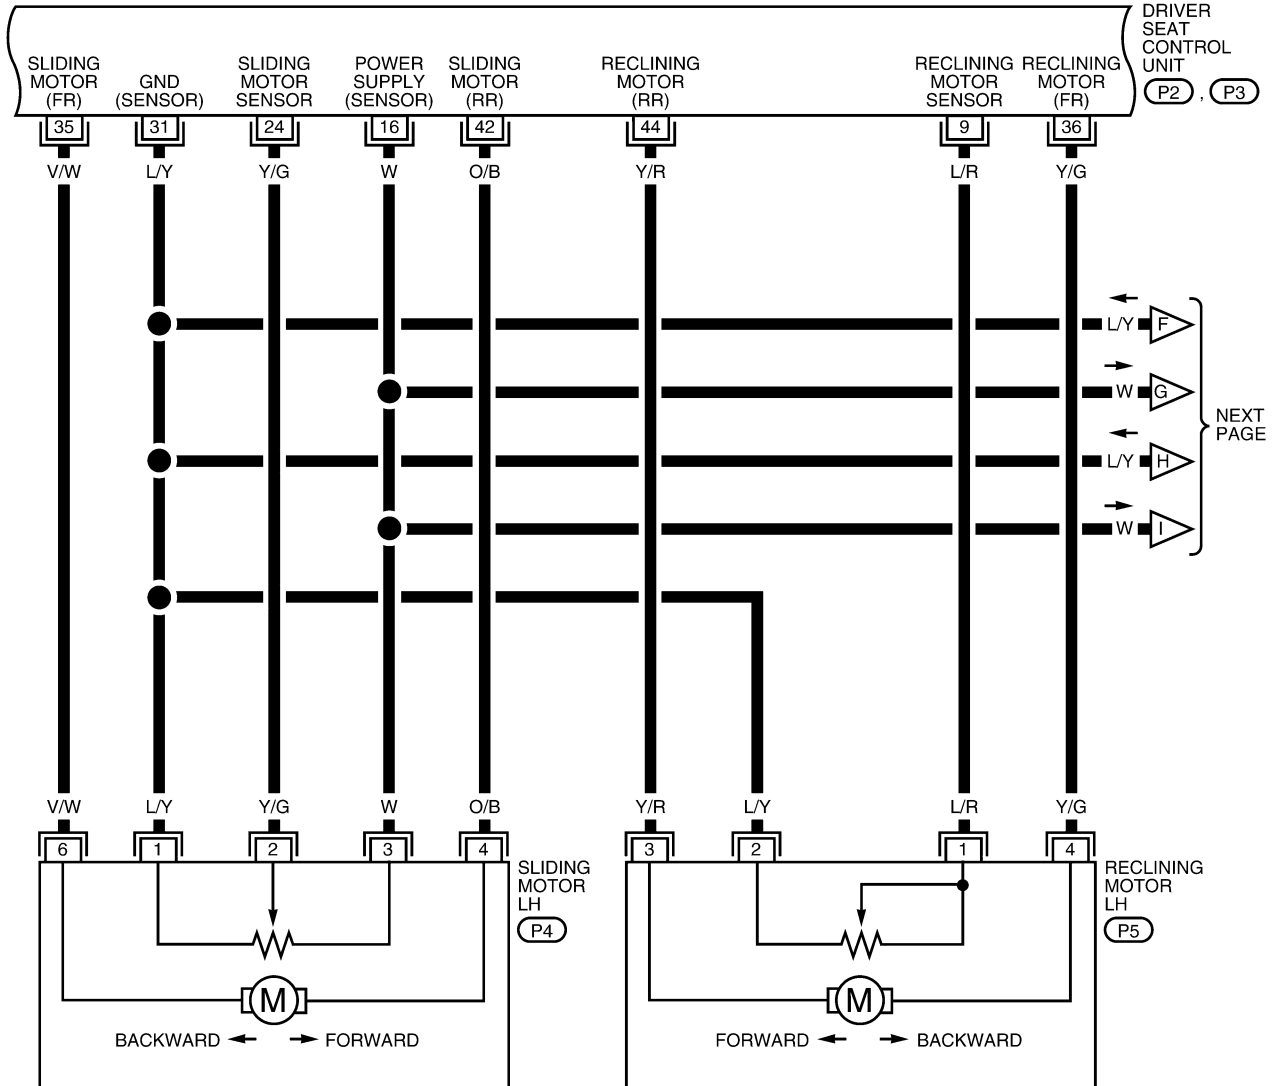 DRIVER
SEAT
CONTROL
UNIT
P2 , P3
SLIDING
MOTOR
(FR)
GND
(SENSOR)
SLIDING
MOTOR
SENSOR
POWER
SUPPLY
(SENSOR)
SLIDING
MOTOR
(RR)
RECLINING
MOTOR
(RR)
RECLINING
MOTOR
SENSOR
RECLINING
MOTOR
(FR)
35 31 24 16 42 44 9 36
V/W L/Y Y/G W O/B Y/R L/R Y/G
L/Y F
W G
L/Y H
W I
NEXT
PAGE
V/W L/Y Y/G W O/B Y/R L/Y L/R Y/G
6 1 2 3 4 3 2 1 4
SLIDING
MOTOR
LH
P4
RECLINING
MOTOR
LH
P5
M M
BACKWARD FORWARD FORWARD BACKWARD